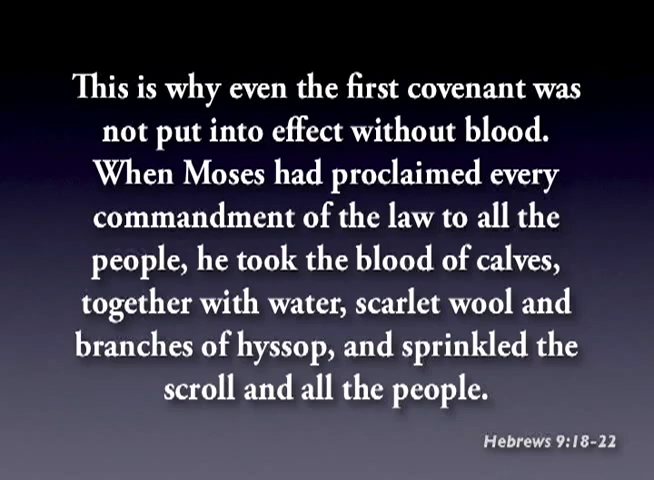 This is why even the first covenant was
not put into effect without blood.
When Moses had proclaimed every
commandment of the law to all the
people, he took the blood of calves,
together with water, scarlet wool and
branches of hyssop, and sprinkled the
scroll and all the people.
Hebrews 9:18-22